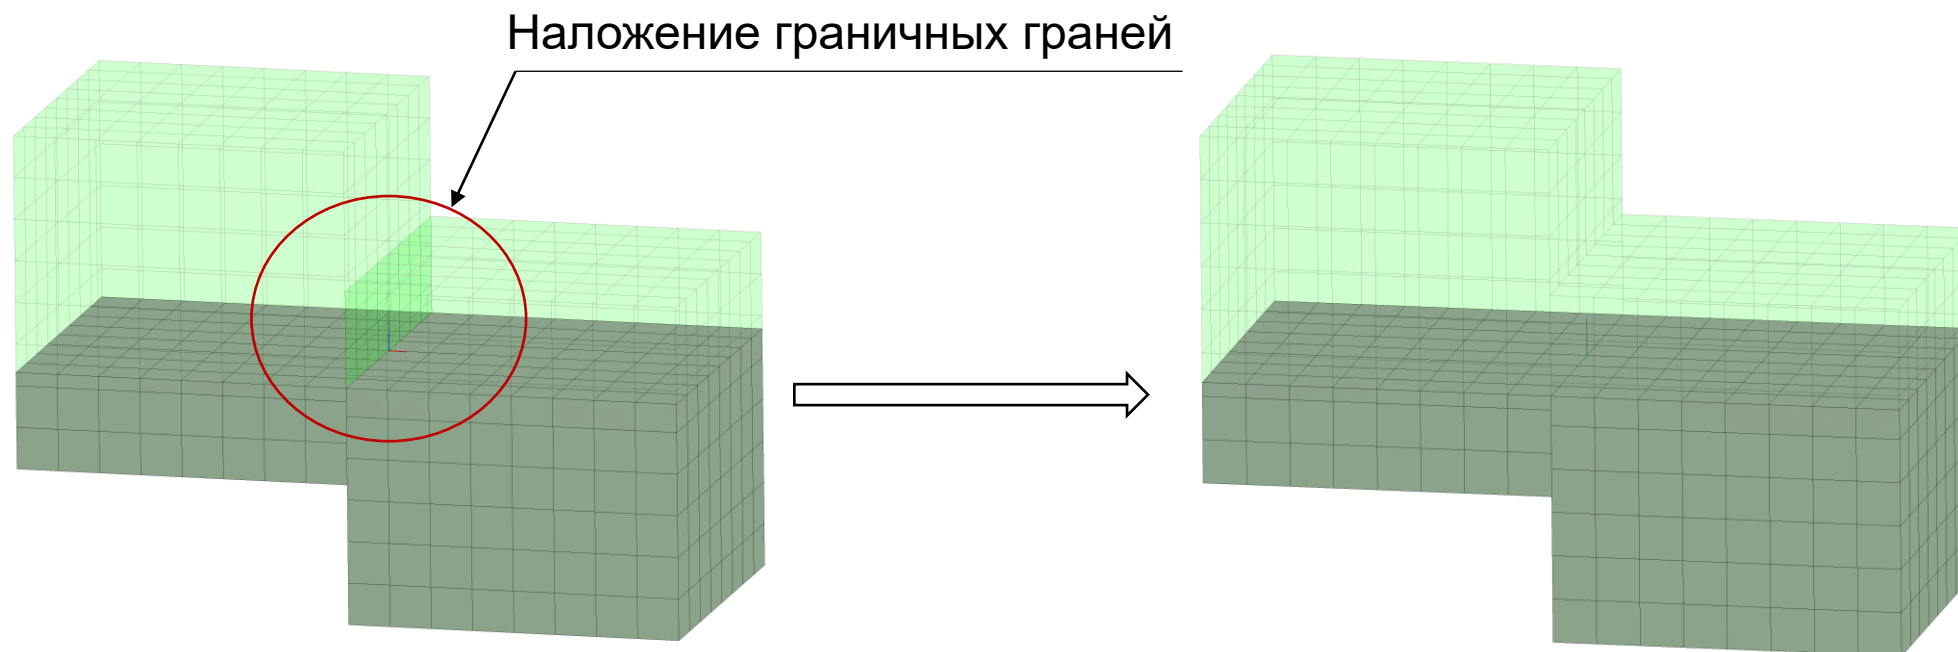 Наложение граничных граней